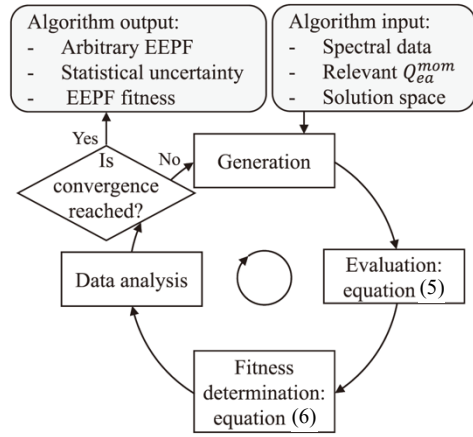 Algorithm output:
- Arbitrary EEPF
- Statistical uncertainty
- EEPF fitness
Algorithm input:
- Spectral data
- Relevant Q_{ea}^{mom}
- Solution space
Yes
No
Is
convergence
reached?
Generation
Evaluation:
equation (5)
Fitness
determination:
equation (6)
Data analysis